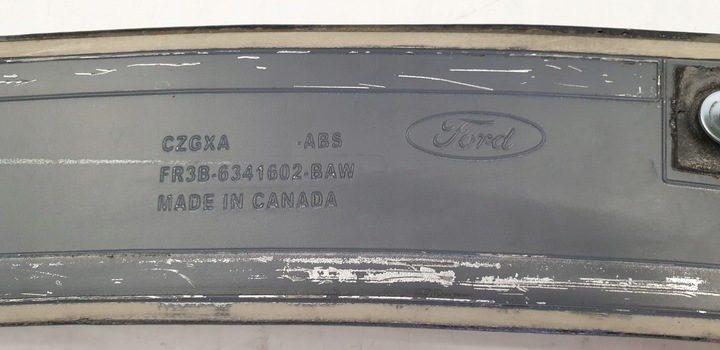 CZGXA -ABS
Ford
FR3B-6341602-BAW
MADE IN CANADA